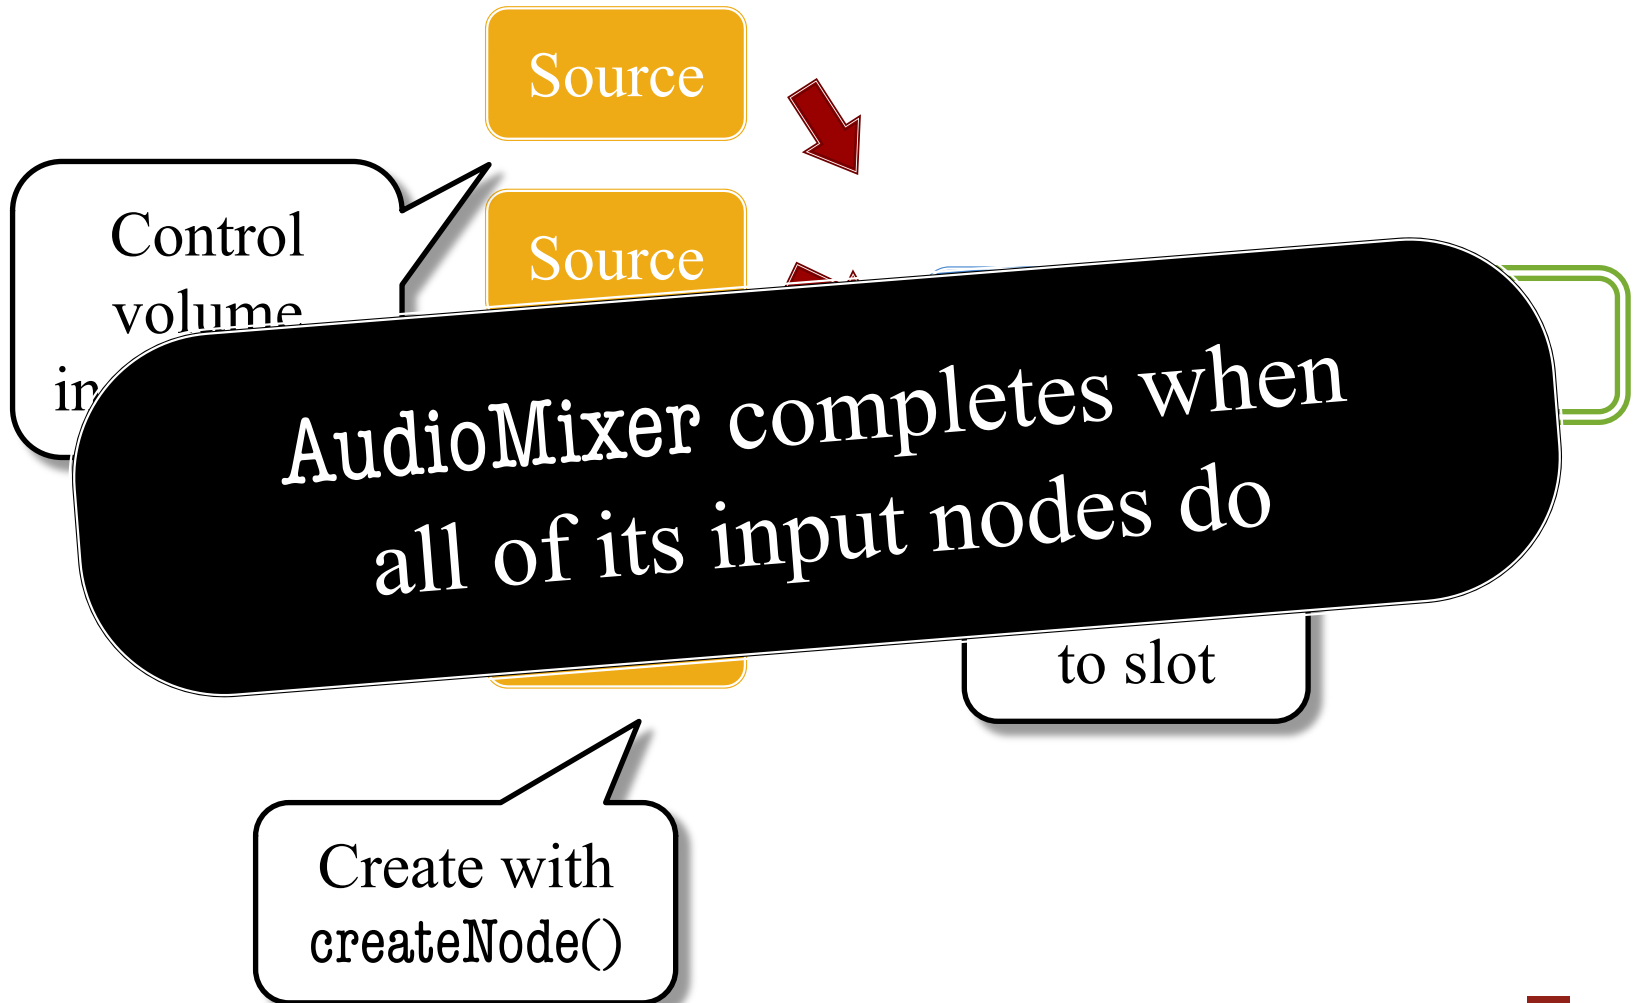 Source
Source
Control
volume
AudioMixer completes when
all of its input nodes do
to slot
Create with
createNode()